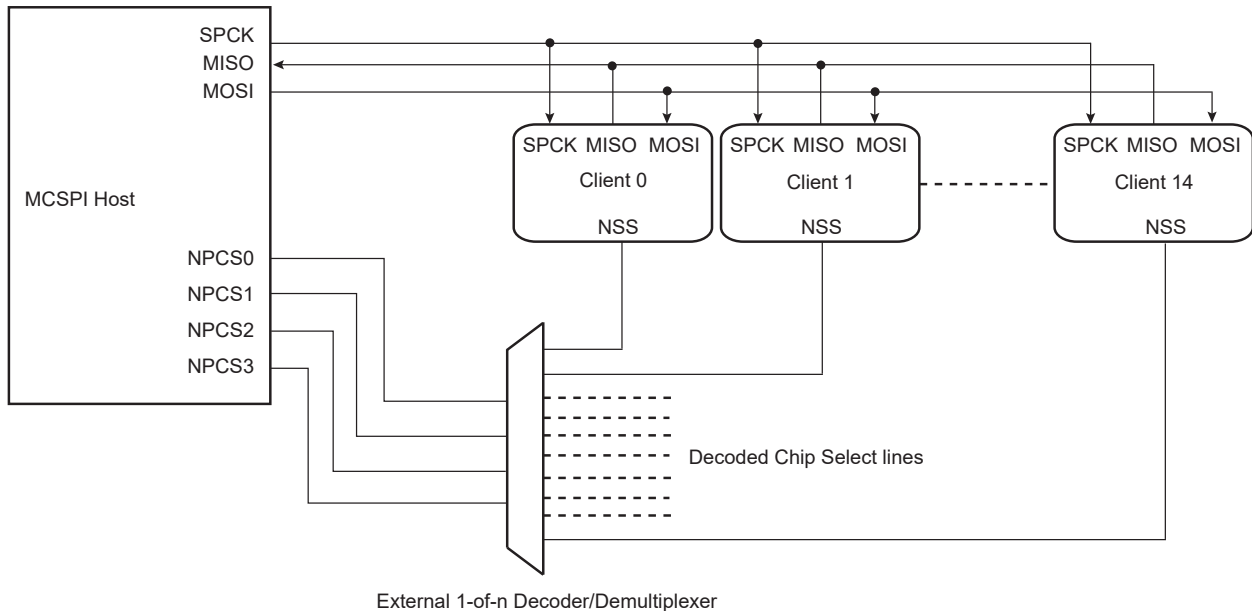 SPCK
MISO
MOSI
MCSPI Host
NPCS0
NPCS1
NPCS2
NPCS3
SPCK MISO MOSI
Client 0
NSS
SPCK MISO MOSI
Client 1
NSS
SPCK MISO MOSI
Client 14
NSS
Decoded Chip Select lines
External 1-of-n Decoder/Demultiplexer